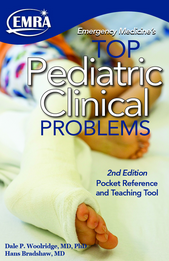 EMRA
Emergency Medicine's
TOP
Pediatric
Clinical
PROBLEMS
2nd Edition
Pocket Reference
and Teaching Tool
Dale P. Woolridge, MD, PhD
Hans Bradshaw, MD